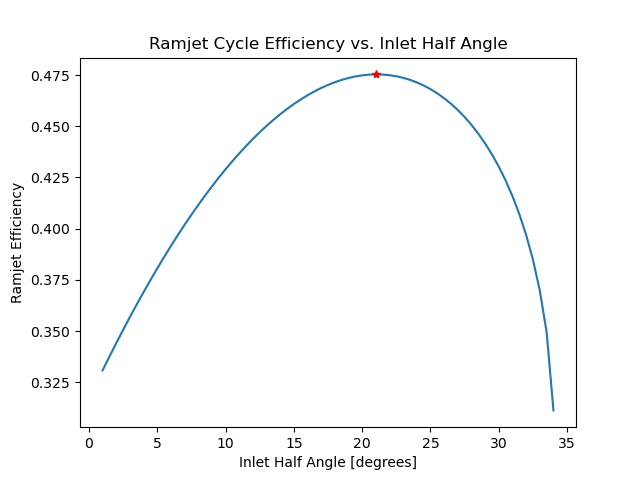 Ramjet Cycle Efficiency vs. Inlet Half Angle
0.475
0.450
0.425
0.400
0.375
0.350
0.325
Ramjet Efficiency
0 5 10 15 20 25 30 35
Inlet Half Angle [degrees]